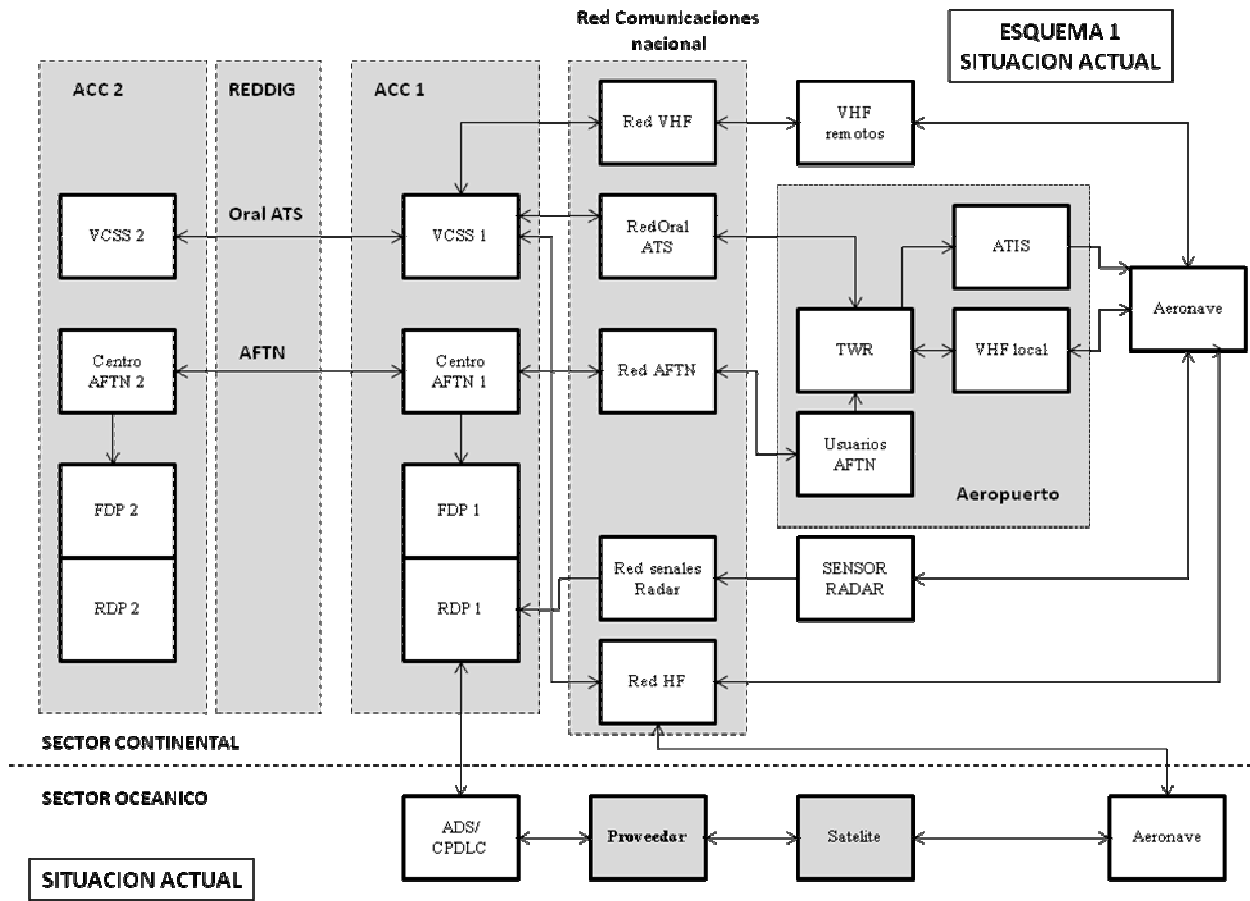 Red Comunicaciones
nacional
ESQUEMA 1
SITUACION ACTUAL
ACC 2
REDDIG
ACC 1
Red VHF
VHF
remotos
Oral ATS
VCSS 2
VCSS 1
RedOral
ATS
ATIS
Aeronave
AFTN
Centro
AFTN 2
Centro
AFTN 1
Red AFTN
TWR
VHF local
Usuarios
AFTN
Aeropuerto
FDP 2
FDP 1
RDP 2
RDP 1
Red senales
Radar
SENSOR
RADAR
Red HF
SECTOR CONTINENTAL
SECTOR OCEANICO
ADS/
CPDLC
Proveedor
Satelite
Aeronave
SITUACION ACTUAL